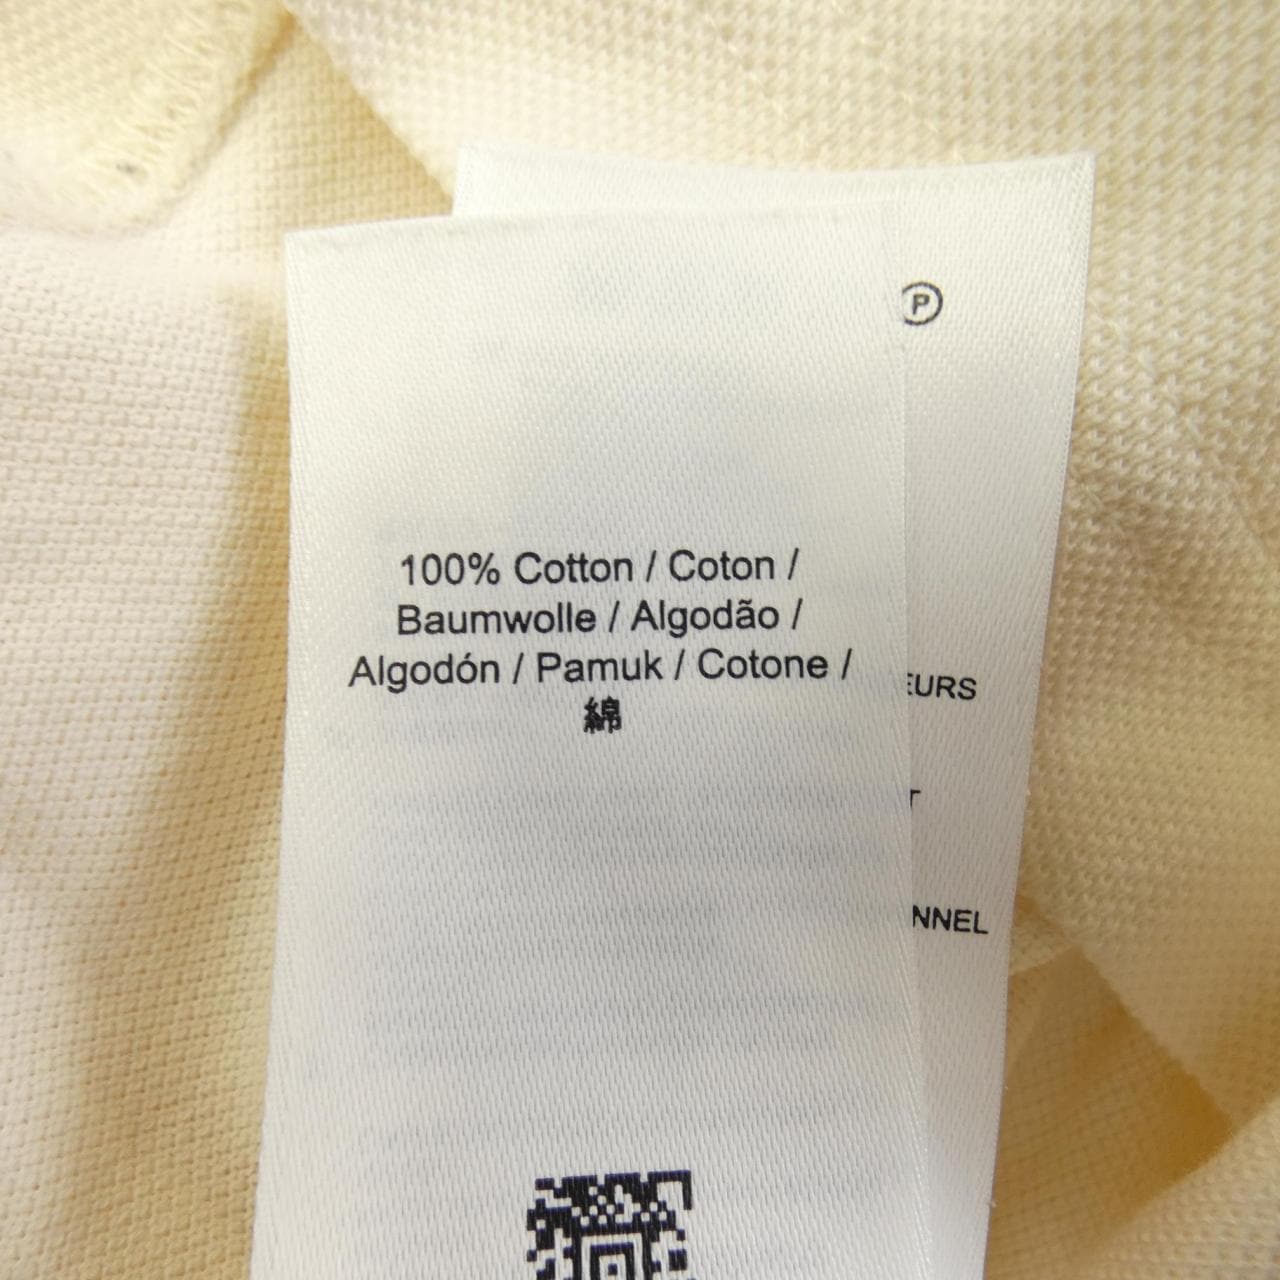 P
100% Cotton / Coton /
Baumwolle / Algodão /
Algodón / Pamuk / Cotone /
綿
EURS
T
NNEL